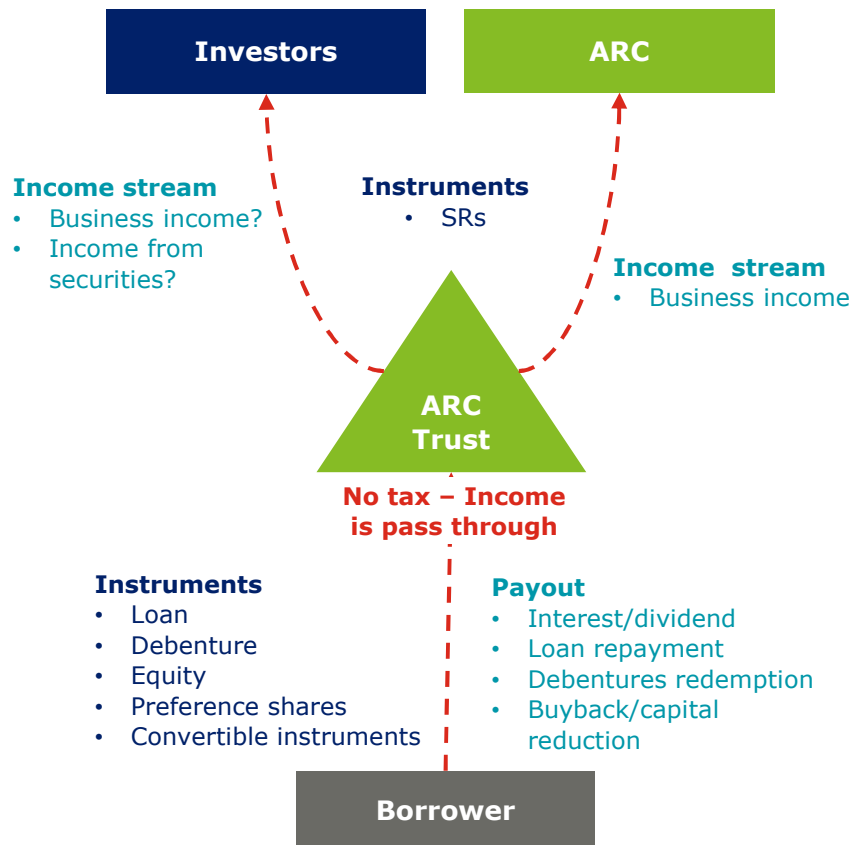 Investors
ARC
Income stream
• Business income?
• Income from
securities?
Instruments
• SRs
Income stream
• Business income
ARC
Trust
No tax – Income
is pass through
Instruments
• Loan
• Debenture
• Equity
• Preference shares
• Convertible instruments
Payout
• Interest/dividend
• Loan repayment
• Debentures redemption
• Buyback/capital
reduction
Borrower